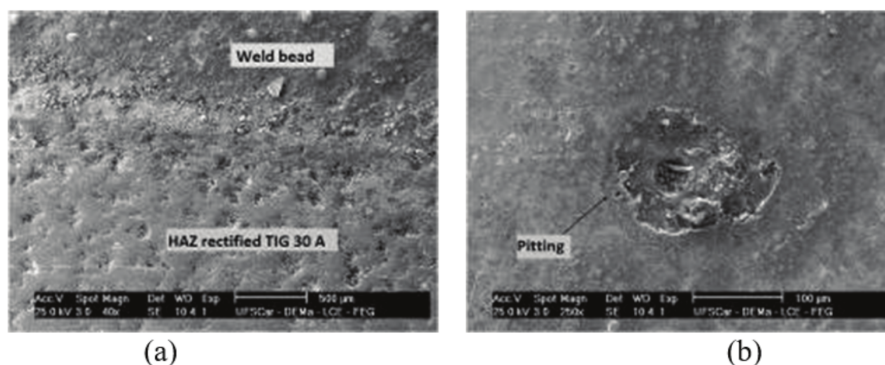 Weld bead
HAZ rectified TIG 30 A
Acc.V Spot Magn Det WD Exp 500 µm
25.0 kV 3.0 40x SE 10.4 1 UFSCar - DEMa - LCE - FEG
(a)
Pitting
Acc.V Spot Magn Det WD Exp 100 µm
25.0 kV 3.0 250x SE 10.4 1 UFSCar - DEMa - LCE - FEG
(b)